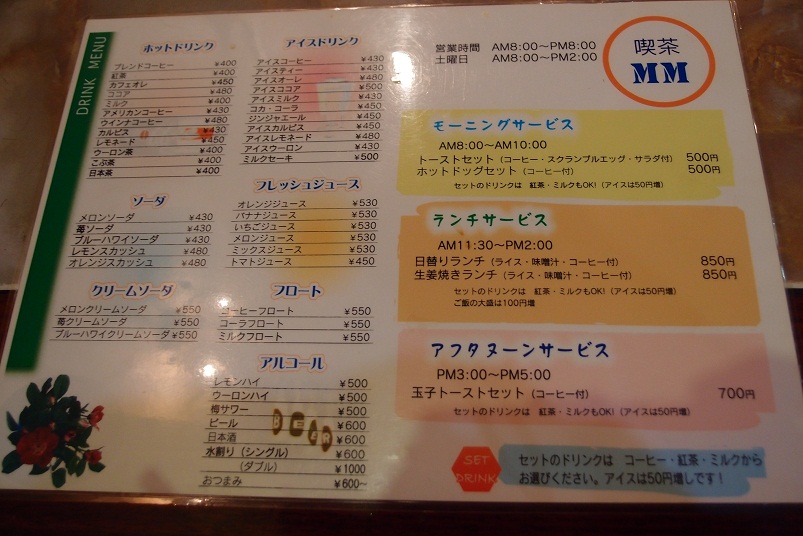 DRINK MENU
ホットドリンク
ブレンドコーヒー ¥400
紅茶 ¥400
カフェオレ ¥450
ココア ¥480
ミルク ¥400
アメリカンコーヒー ¥430
ウインナコーヒー ¥480
カルピス ¥430
レモネード ¥450
ウーロン茶 ¥400
こぶ茶 ¥400
日本茶 ¥400
アイスドリンク
アイスコーヒー ¥430
アイスティー ¥430
アイスオーレ ¥480
アイスココア ¥500
アイスミルク ¥430
コカ・コーラ ¥450
ジンジャエール ¥450
アイスカルピス ¥450
アイスレモネード ¥480
アイスウーロン ¥430
ミルクセーキ ¥500
ソーダ
メロンソーダ ¥430
苺ソーダ ¥430
ブルーハワイソーダ ¥430
レモンスカッシュ ¥480
オレンジスカッシュ ¥480
フレッシュジュース
オレンジジュース ¥530
バナナジュース ¥530
いちごジュース ¥530
メロンジュース ¥530
ミックスジュース ¥530
トマトジュース ¥450
クリームソーダ
メロンクリームソーダ ¥550
苺クリームソーダ ¥550
ブルーハワイクリームソーダ ¥550
フロート
コーヒーフロート ¥550
コーラフロート ¥550
ミルクフロート ¥550
アルコール
レモンハイ ¥500
ウーロンハイ ¥500
梅サワー ¥500
ビール ¥600
日本酒 ¥600
水割り(シングル) ¥600
(ダブル) ¥1000
おつまみ ¥600~
BEER
営業時間 AM8:00~PM8:00
土曜日 AM8:00~PM2:00
喫茶
MM
モーニングサービス
AM8:00~AM10:00
トーストセット(コーヒー・スクランブルエッグ・サラダ付) 500円
ホットドッグセット(コーヒー付) 500円
セットのドリンクは 紅茶・ミルクもOK!(アイスは50円増)
ランチサービス
AM11:30~PM2:00
日替りランチ(ライス・味噌汁・コーヒー付) 850円
生姜焼きランチ(ライス・味噌汁・コーヒー付) 850円
セットのドリンクは 紅茶・ミルクもOK!(アイスは50円増)
ご飯の大盛は100円増
アフタヌーンサービス
PM3:00~PM5:00
玉子トーストセット(コーヒー付) 700円
セットのドリンクは 紅茶・ミルクもOK!(アイスは50円増)
SET
DRINK
セットのドリンクは コーヒー・紅茶・ミルクから
お選びください。アイスは50円増しです!